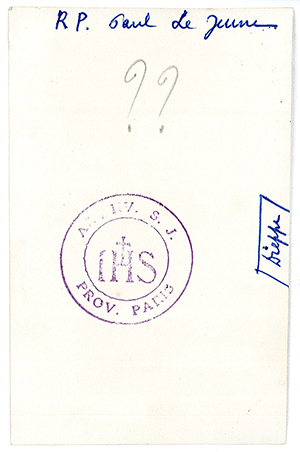 R P. Paul Le Jeune
? ?
ARCHIV. S. J.
IHS
PROV. PARIS
Dieppe